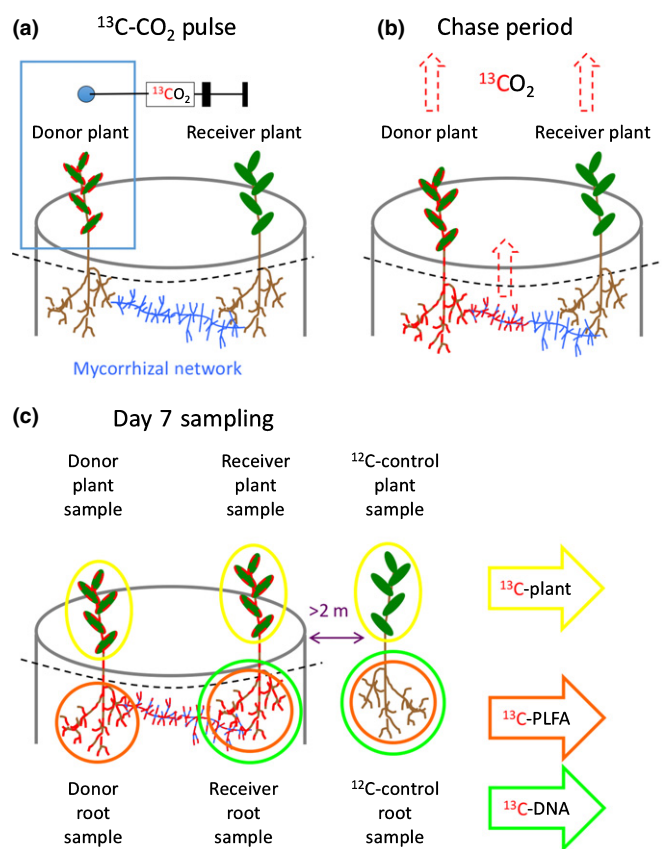 (a) ¹³C-CO₂ pulse
¹³CO₂
Donor plant
Receiver plant
Mycorrhizal network
(b) Chase period
¹³CO₂
Donor plant
Receiver plant
(c) Day 7 sampling
Donor
plant
sample
Receiver
plant
sample
¹²C-control
plant
sample
>2 m
¹³C-plant
¹³C-PLFA
¹³C-DNA
Donor
root
sample
Receiver
root
sample
¹²C-control
root
sample